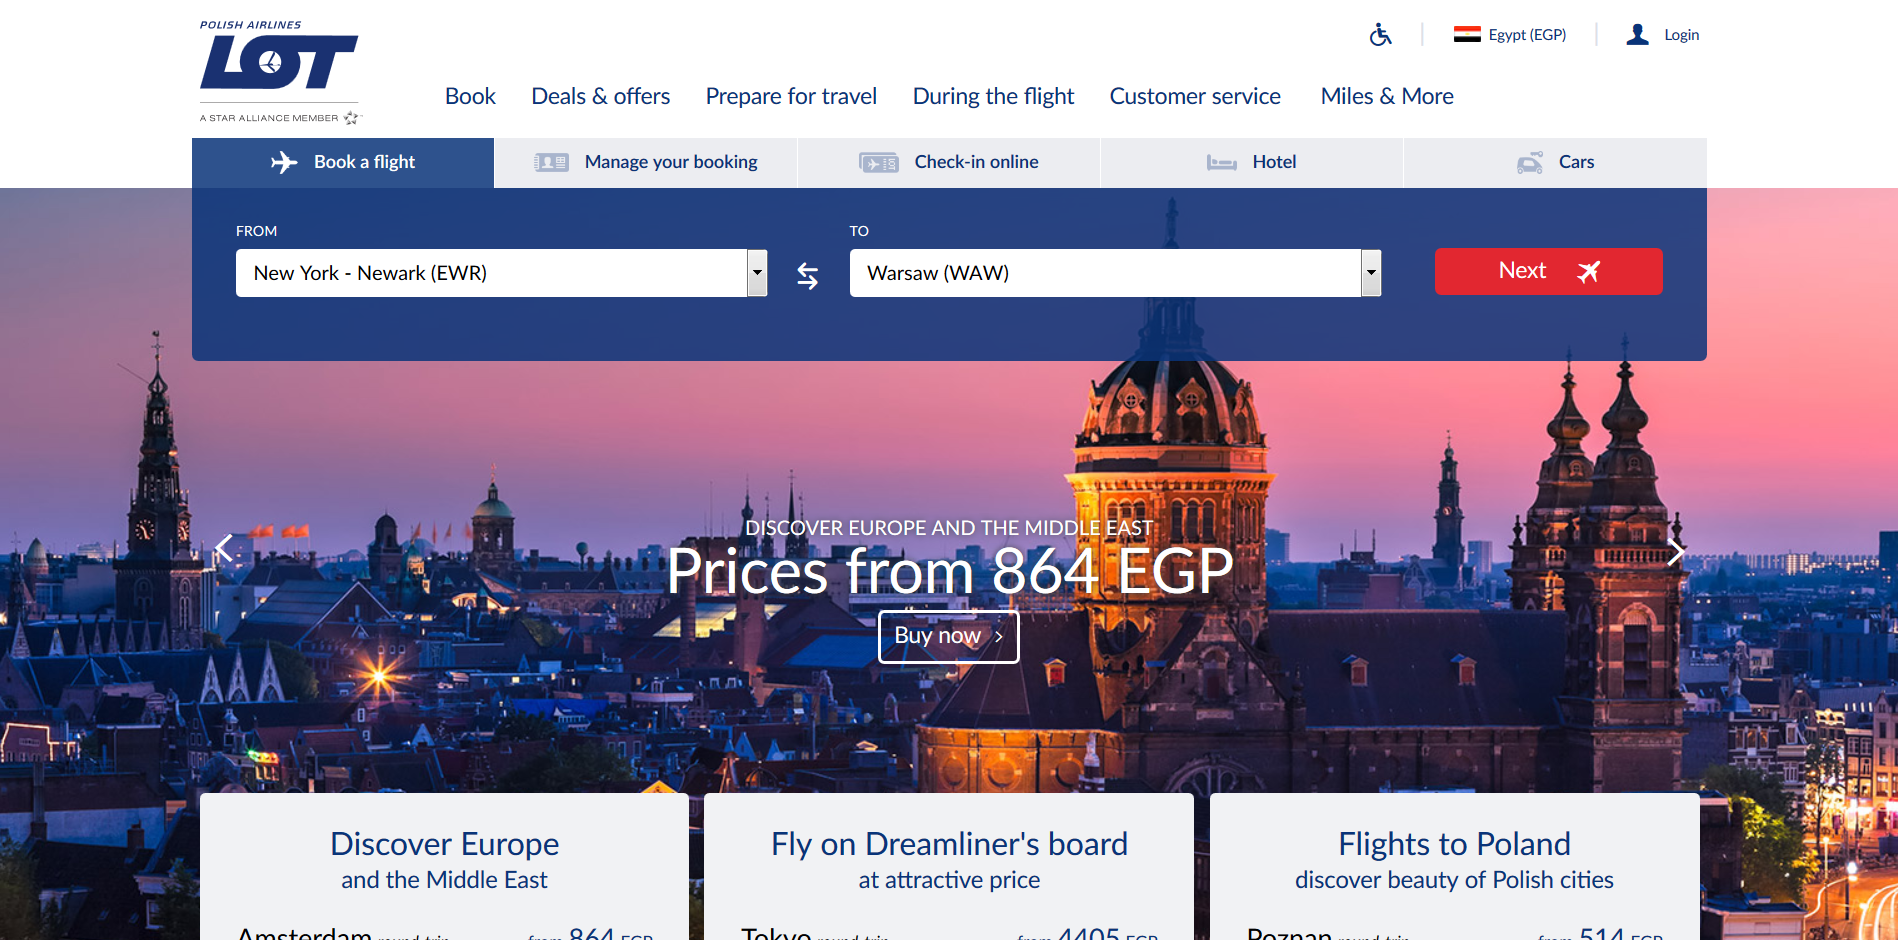 POLISH AIRLINES
LOT
A STAR ALLIANCE MEMBER
Egypt (EGP)
Login
Book
Deals & offers
Prepare for travel
During the flight
Customer service
Miles & More
Book a flight
Manage your booking
Check-in online
Hotel
Cars
FROM
TO
New York - Newark (EWR)
Warsaw (WAW)
Next
DISCOVER EUROPE AND THE MIDDLE EAST
Prices from 864 EGP
Buy now
Discover Europe
and the Middle East
Amsterdam round-trip from 864 EGP
Fly on Dreamliner's board
at attractive price
Tokyo round-trip from 4405 EGP
Flights to Poland
discover beauty of Polish cities
Poznan round-trip from 514 EGP